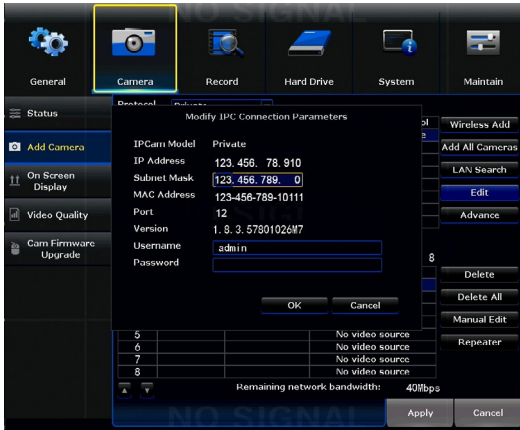 NO SIGNAL
General
Camera
Record
Hard Drive
System
Maintain
Status
Add Camera
On Screen
Display
Video Quality
Cam Firmware
Upgrade
Protocol Private
Modify IPC Connection Parameters
IPCam Model Private
IP Address 123. 456. 78. 910
Subnet Mask 123. 456. 789. 0
MAC Address 123-456-789-10111
Port 12
Version 1. 8. 3. 57801026M7
Username admin
Password
OK Cancel
8
5 No video source
6 No video source
7 No video source
8 No video source
Remaining network bandwidth: 40Mbps
Wireless Add
Add All Cameras
LAN Search
Edit
Advance
Delete
Delete All
Manual Edit
Repeater
Apply Cancel
NO SIGNAL